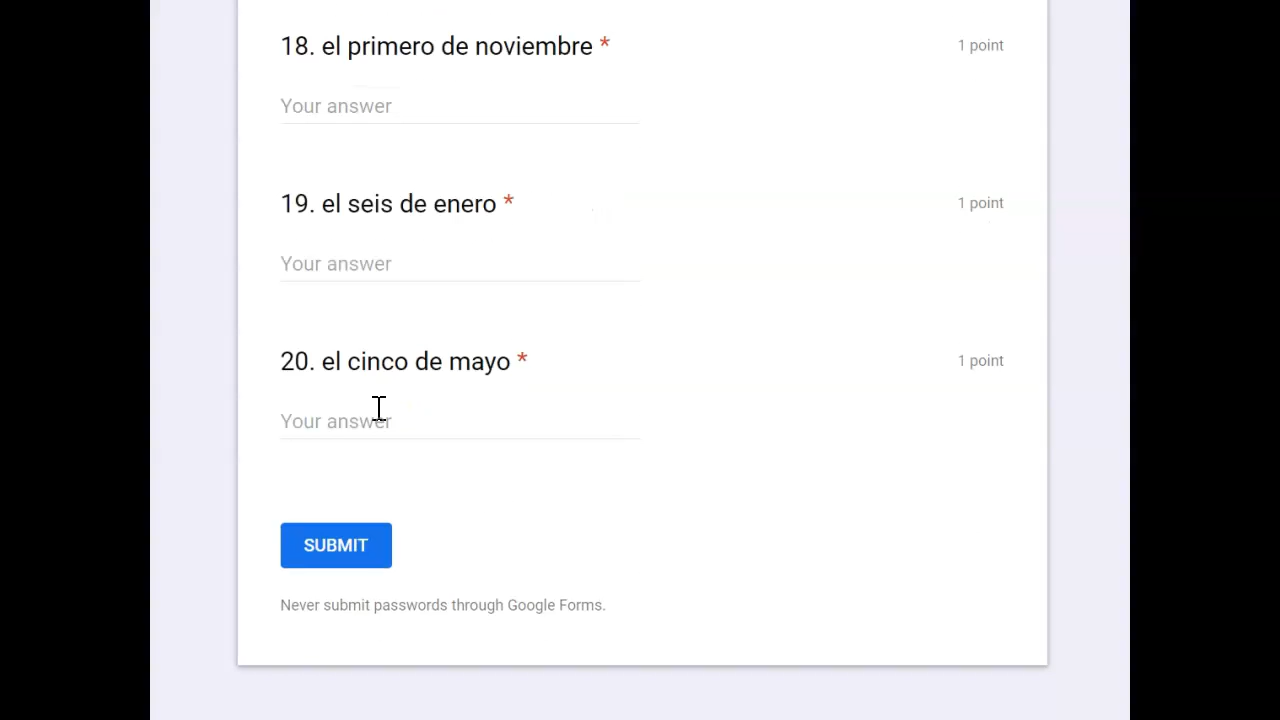 18. el primero de noviembre *
1 point
Your answer
19. el seis de enero *
1 point
Your answer
20. el cinco de mayo *
1 point
Your answer
SUBMIT
Never submit passwords through Google Forms.